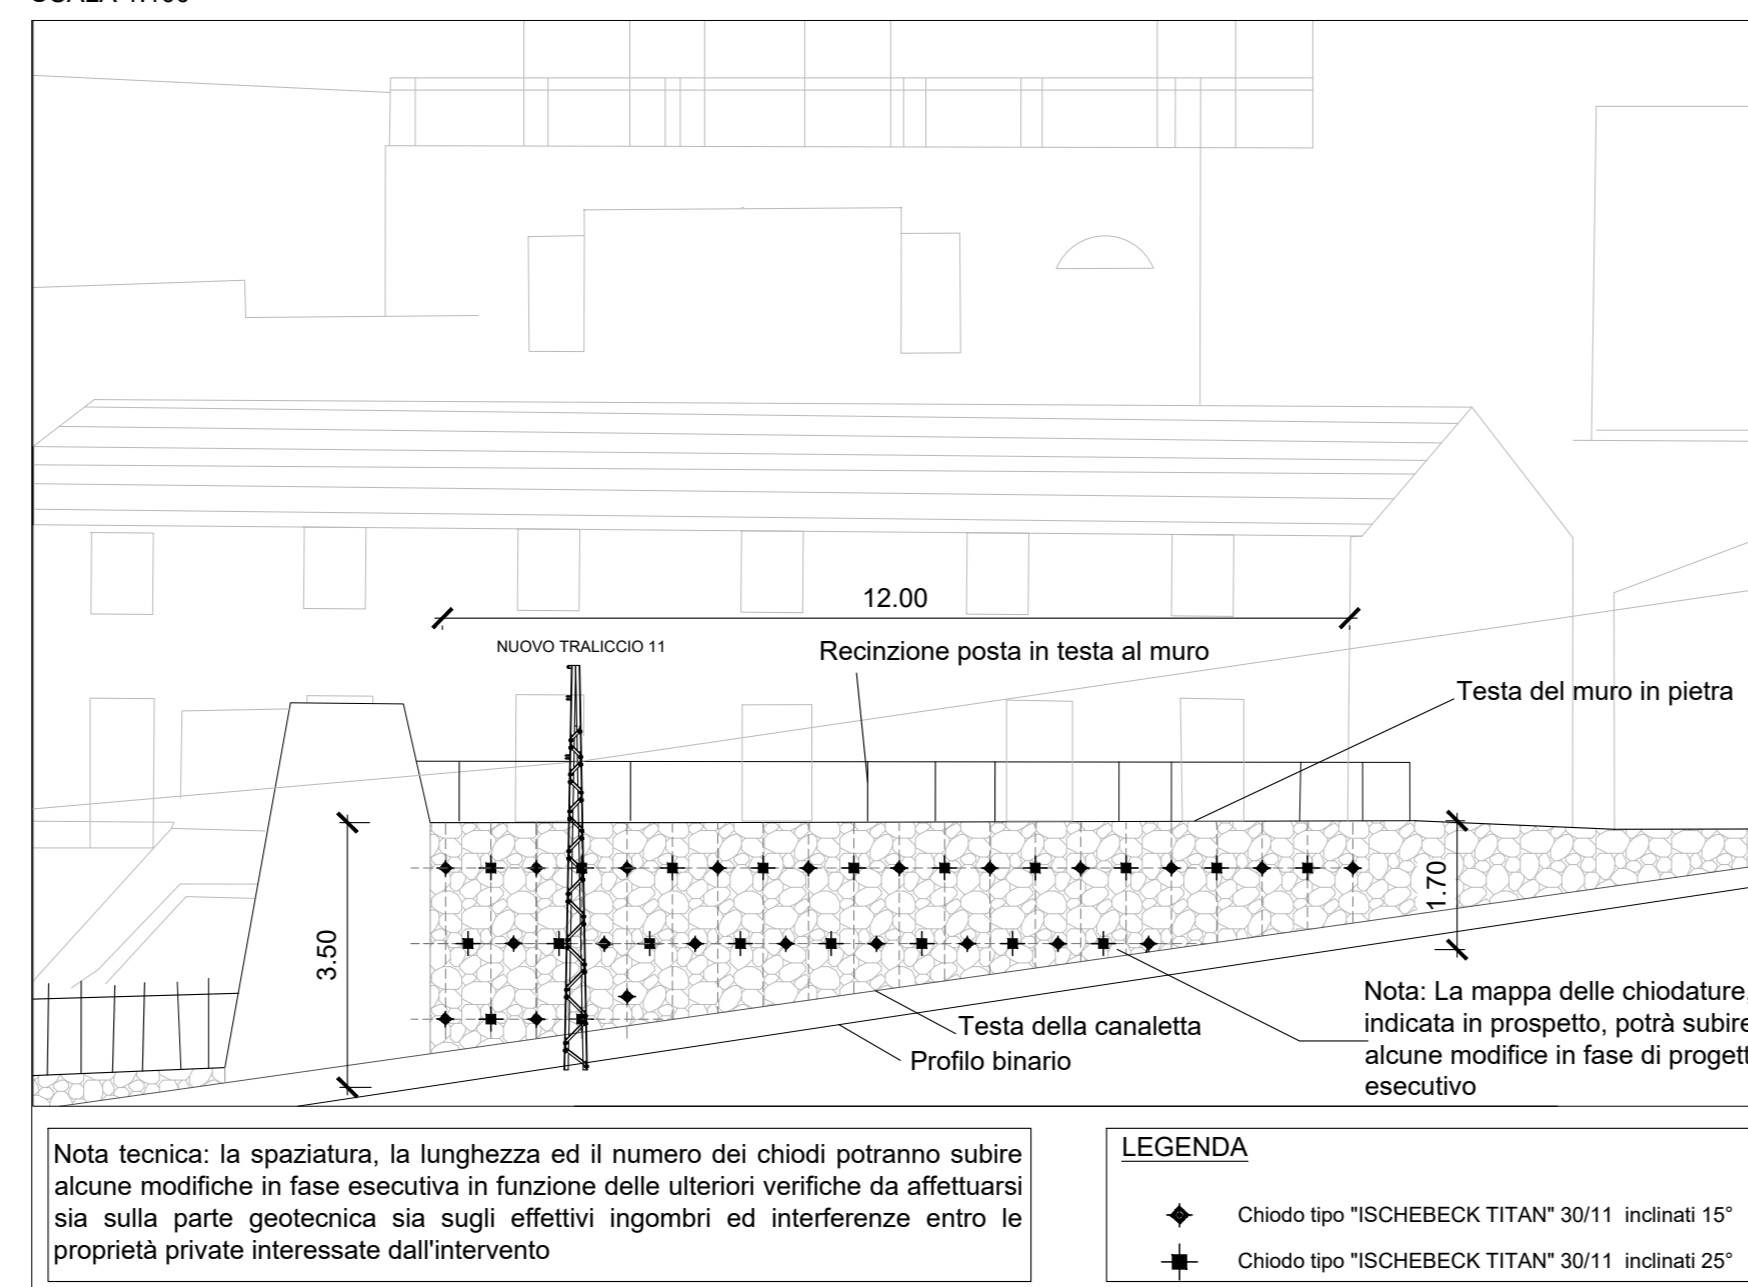 12.00
NUOVO TRALICCIO 11
Recinzione posta in testa al muro
Testa del muro in pietra
3.50
1.70
Testa della canaletta
Profilo binario
Nota: La mappa delle chiodature,
indicata in prospetto, potrà subire
alcune modifice in fase di progett
esecutivo
Nota tecnica: la spaziatura, la lunghezza ed il numero dei chiodi potranno subire
alcune modifiche in fase esecutiva in funzione delle ulteriori verifiche da affettuarsi
sia sulla parte geotecnica sia sugli effettivi ingombri ed interferenze entro le
proprietà private interessate dall'intervento
LEGENDA
Chiodo tipo "ISCHEBECK TITAN" 30/11 inclinati 15°
Chiodo tipo "ISCHEBECK TITAN" 30/11 inclinati 25°